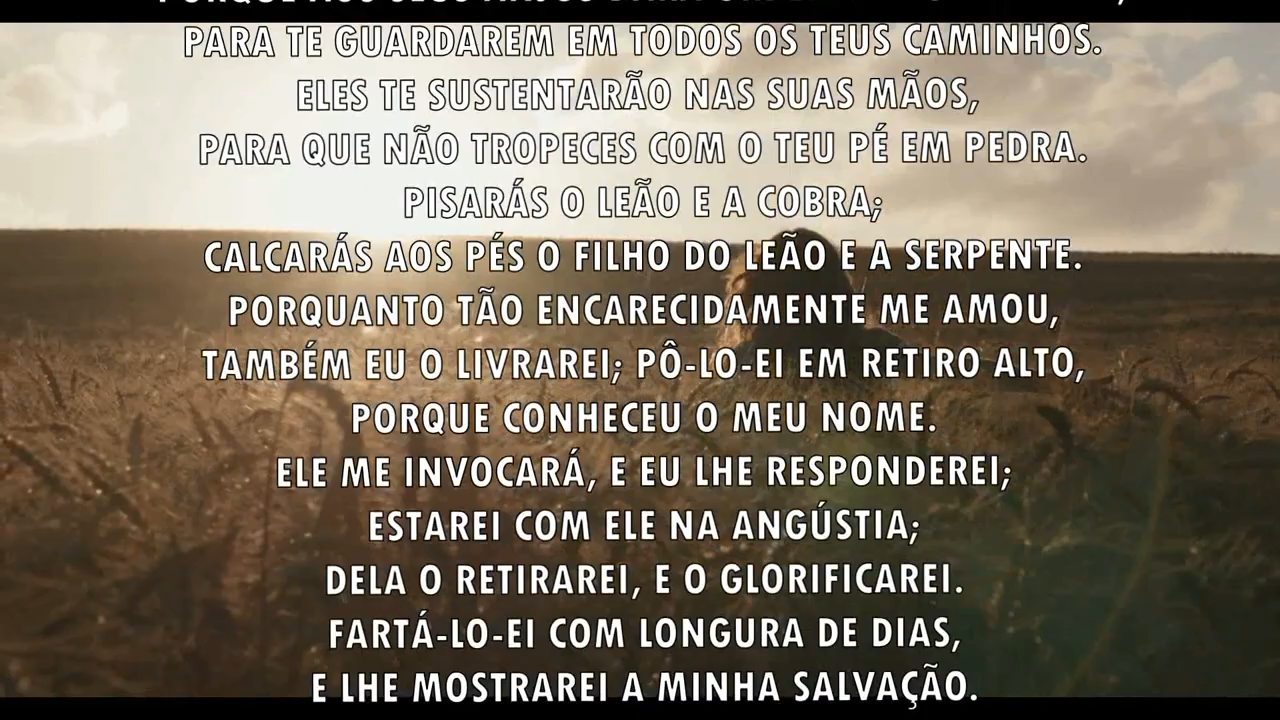 PARA TE GUARDAREM EM TODOS OS TEUS CAMINHOS.
ELES TE SUSTENTARÃO NAS SUAS MÃOS,
PARA QUE NÃO TROPECES COM O TEU PÉ EM PEDRA.
PISARÁS O LEÃO E A COBRA;
CALCARÁS AOS PÉS O FILHO DO LEÃO E A SERPENTE.
PORQUANTO TÃO ENCARECIDAMENTE ME AMOU,
TAMBÉM EU O LIVRAREI; PÔ-LO-EI EM RETIRO ALTO,
PORQUE CONHECEU O MEU NOME.
ELE ME INVOCARÁ, E EU LHE RESPONDEREI;
ESTAREI COM ELE NA ANGÚSTIA;
DELA O RETIRAREI, E O GLORIFICAREI.
FARTÁ-LO-EI COM LONGURA DE DIAS,
E LHE MOSTRAREI A MINHA SALVAÇÃO.